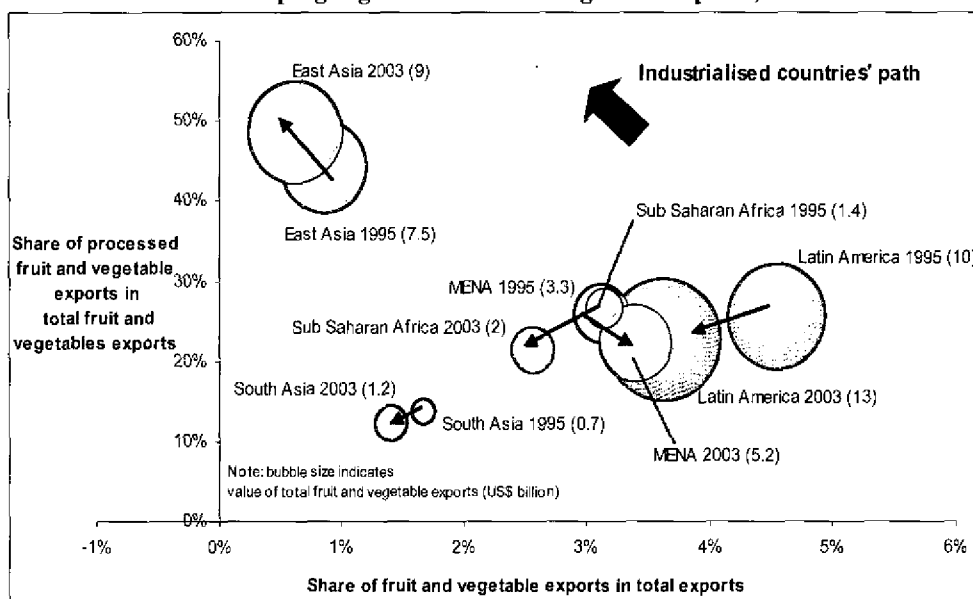 60%
East Asia 2003 (9)
Industrialised countries' path
50%
40%
Sub Saharan Africa 1995 (1.4)
East Asia 1995 (7.5)
Share of processed
fruit and vegetable
exports in
total fruit and
vegetables exports
Latin America 1995 (10)
30%
MENA 1995 (3.3)
Sub Saharan Africa 2003 (2)
20%
South Asia 2003 (1.2)
Latin America 2003 (13)
South Asia 1995 (0.7)
10%
MENA 2003 (5.2)
Note: bubble size indicates
value of total fruit and vegetable exports (US$ billion)
0%
-1% 0% 1% 2% 3% 4% 5% 6%
Share of fruit and vegetable exports in total exports